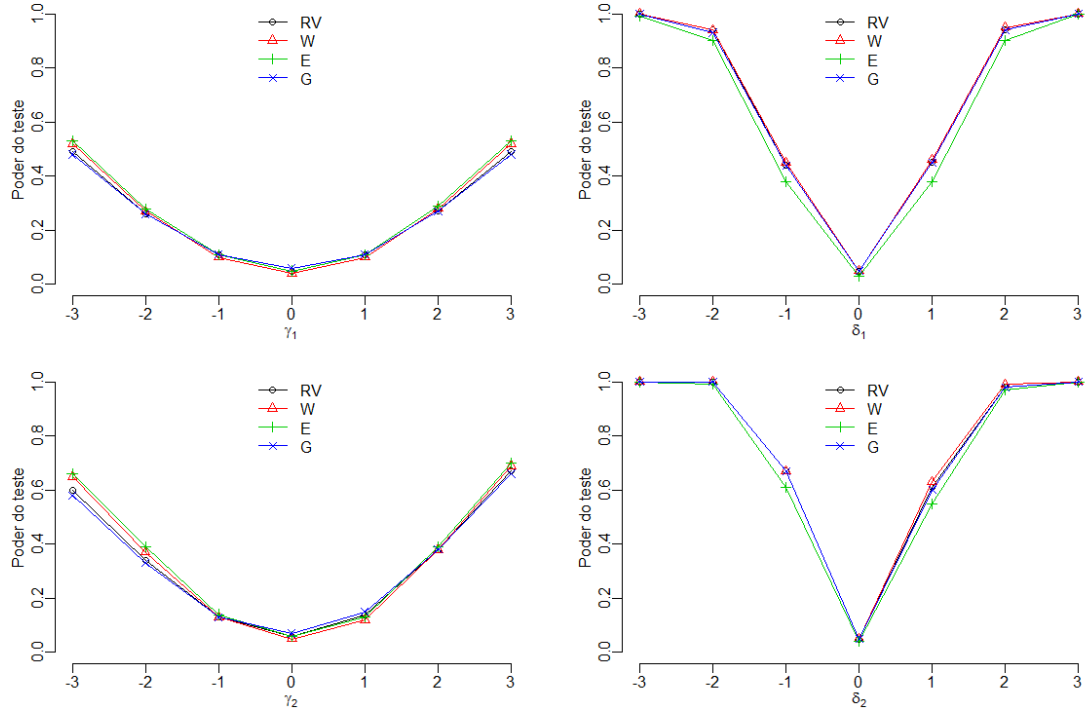 1.0
0.8
0.6
0.4
0.2
0.0
Poder do teste
RV
W
E
G
-3 -2 -1 0 1 2 3
γ1
1.0
0.8
0.6
0.4
0.2
0.0
Poder do teste
RV
W
E
G
-3 -2 -1 0 1 2 3
δ1
1.0
0.8
0.6
0.4
0.2
0.0
Poder do teste
RV
W
E
G
-3 -2 -1 0 1 2 3
γ2
1.0
0.8
0.6
0.4
0.2
0.0
Poder do teste
RV
W
E
G
-3 -2 -1 0 1 2 3
δ2